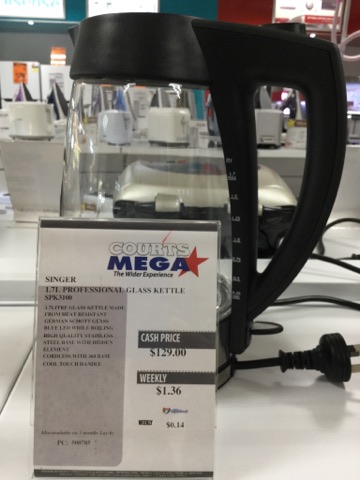 COURTS
MEGA
The Wider Experience
SINGER
1.7L PROFESSIONAL GLASS KETTLE
SPK3100
1.7LITRE GLASS KETTLE MADE
FROM HEAT RESISTANT
GERMAN SCHOTT GLASS
BLUE LED WHILE BOILING
HIGH QUALITY STAINLESS
STEEL BASE WITH HIDDEN
ELEMENT
CORDLESS WITH 360 BASE
COOL TOUCH HANDLE
CASH PRICE
$129.00
WEEKLY
$1.36
$0.14
PC: